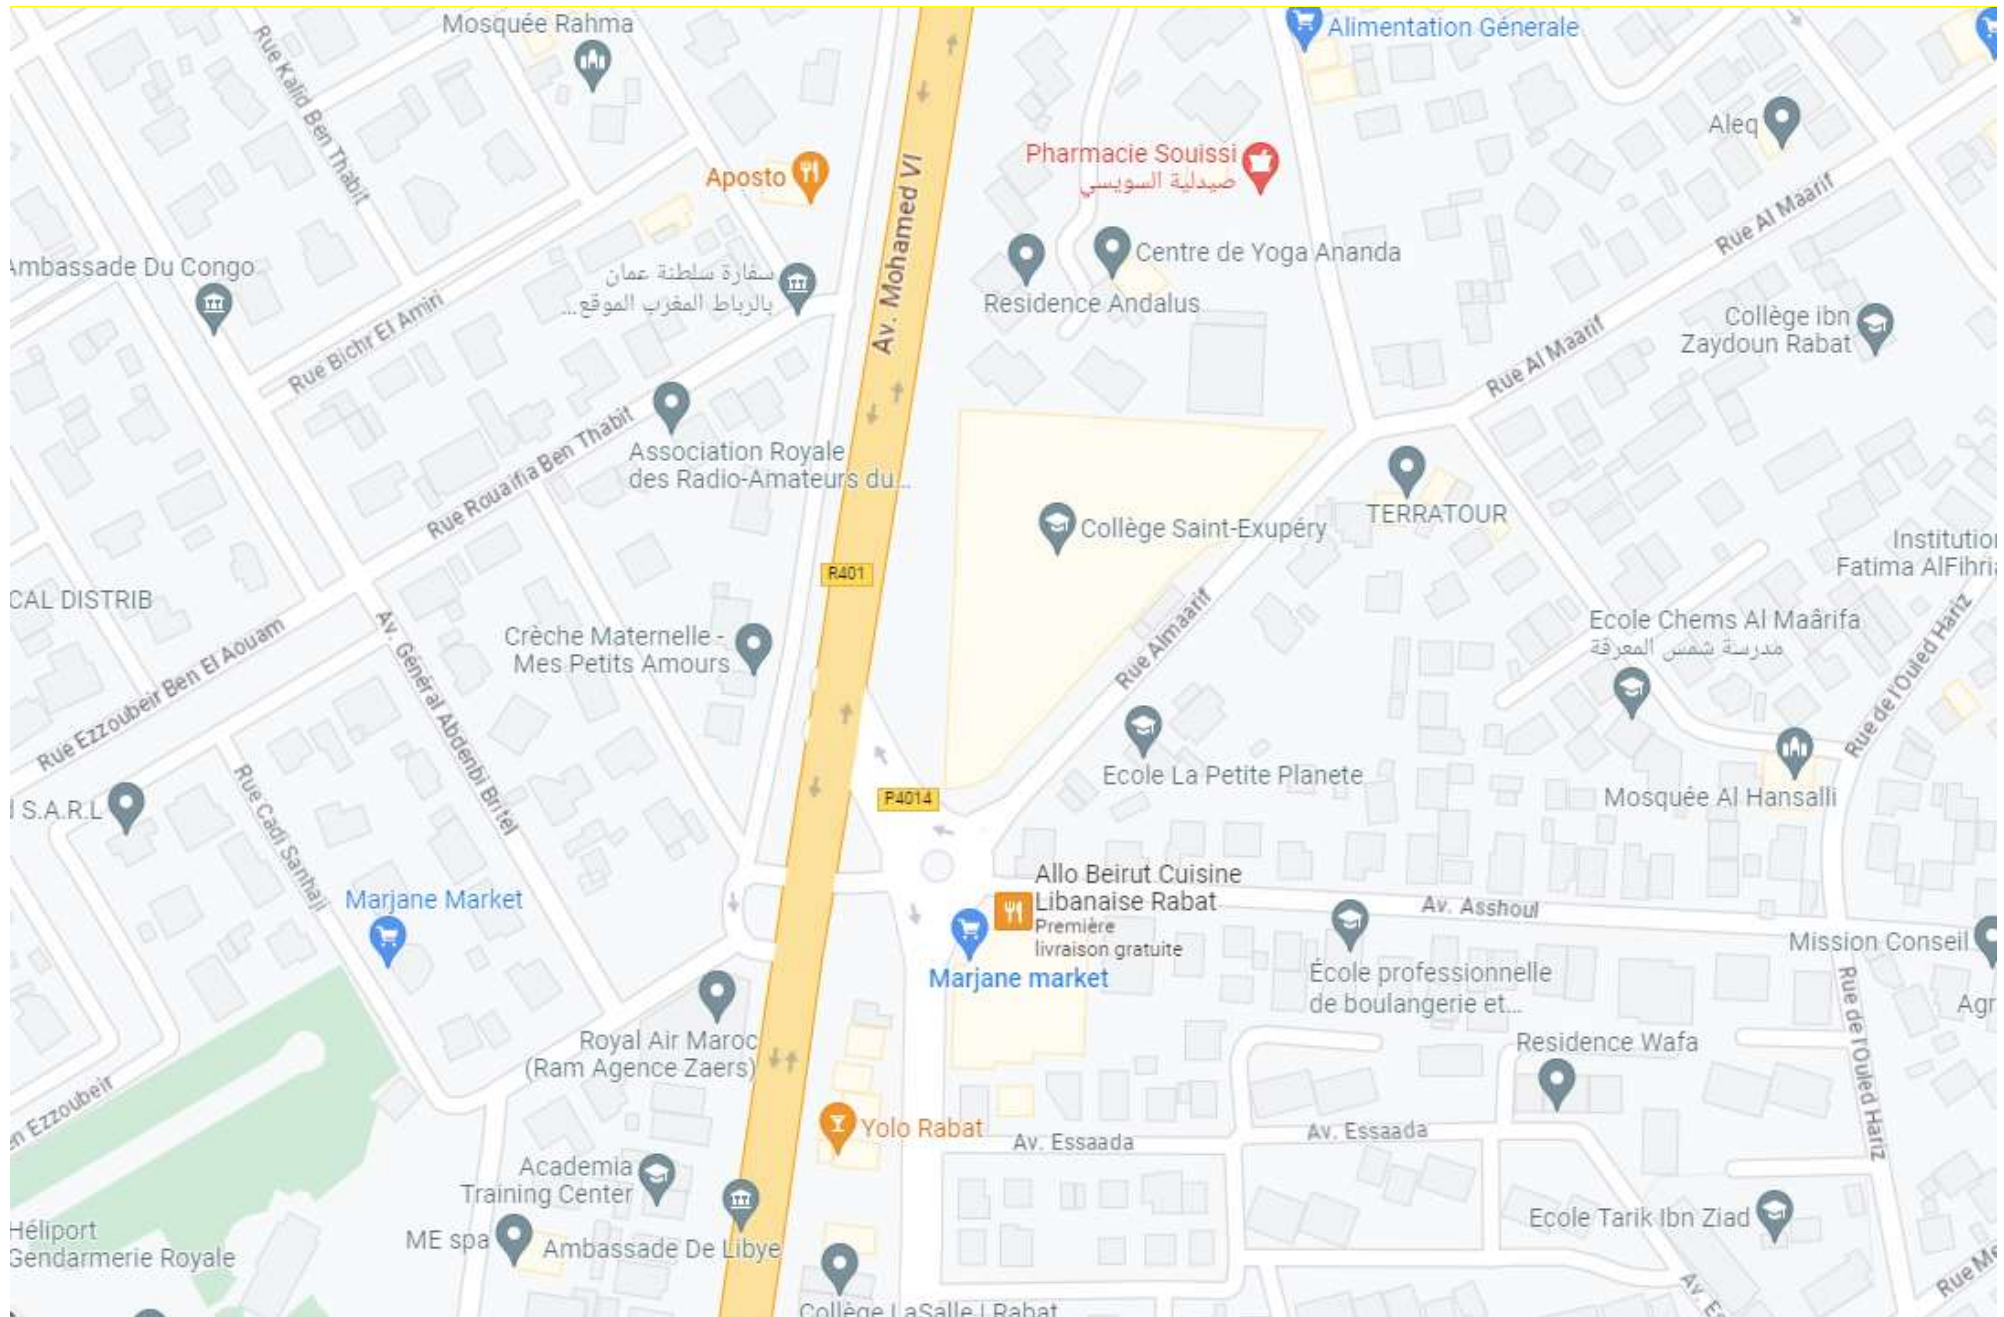 Mosquée Rahma
Alimentation Génerale
Rue Kalid Ben Thabit
Aleq
Pharmacie Souissi
صيدلية السويسي
Aposto
Av. Mohamed VI
Rue Al Maarif
Ambassade Du Congo
سفارة سلطنة عمان
بالرباط المغرب الموقع...
Centre de Yoga Ananda
Residence Andalus
Rue Bichr El Amiri
Collège ibn
Zaydoun Rabat
Rue Al Maarif
Rue Rouaifia Ben Thabit
Association Royale
des Radio-Amateurs du...
Collège Saint-Exupéry
TERRATOUR
Institution
Fatima AlFihri
R401
CAL DISTRIB
Rue Ezzoubeir Ben El Aouam
Av. Général Abdenbi Britel
Crèche Maternelle -
Mes Petits Amours
Rue Almaarif
Ecole Chems Al Maârifa
مدرسة شمس المعرفة
Rue de l'Ouled Hariz
Ecole La Petite Planete
P4014
Mosquée Al Hansalli
S.A.R.L
Rue Cadi Sanhaji
Marjane Market
Allo Beirut Cuisine
Libanaise Rabat
Première
livraison gratuite
Marjane market
Av. Asshoul
Mission Conseil
École professionnelle
de boulangerie et...
Agr
Rue de l'Ouled Hariz
Royal Air Maroc
(Ram Agence Zaers)
Residence Wafa
n Ezzoubeir
Yolo Rabat
Av. Essaada
Av. Essaada
Academia
Training Center
Héliport
Gendarmerie Royale
ME spa
Ambassade De Libye
Ecole Tarik Ibn Ziad
Collège LaSalle | Rabat
Av. Es
Rue Me